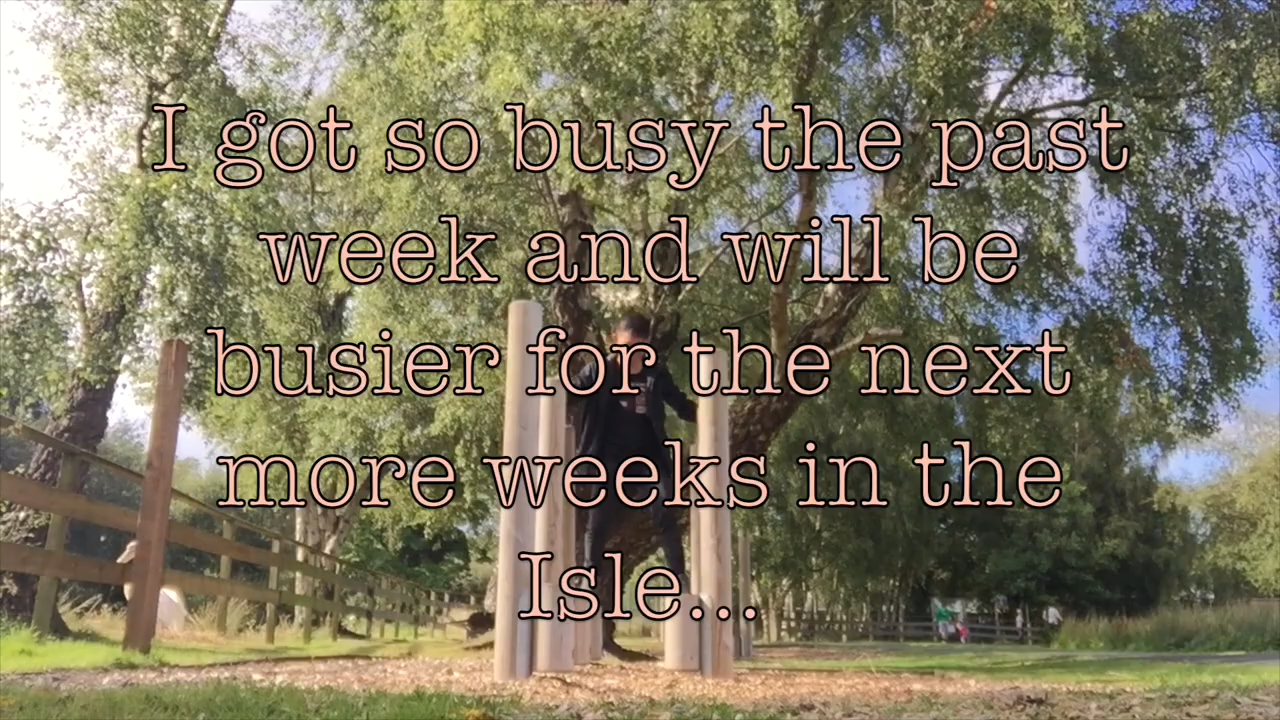 I got so busy the past
week and will be
busier for the next
more weeks in the
Isle...